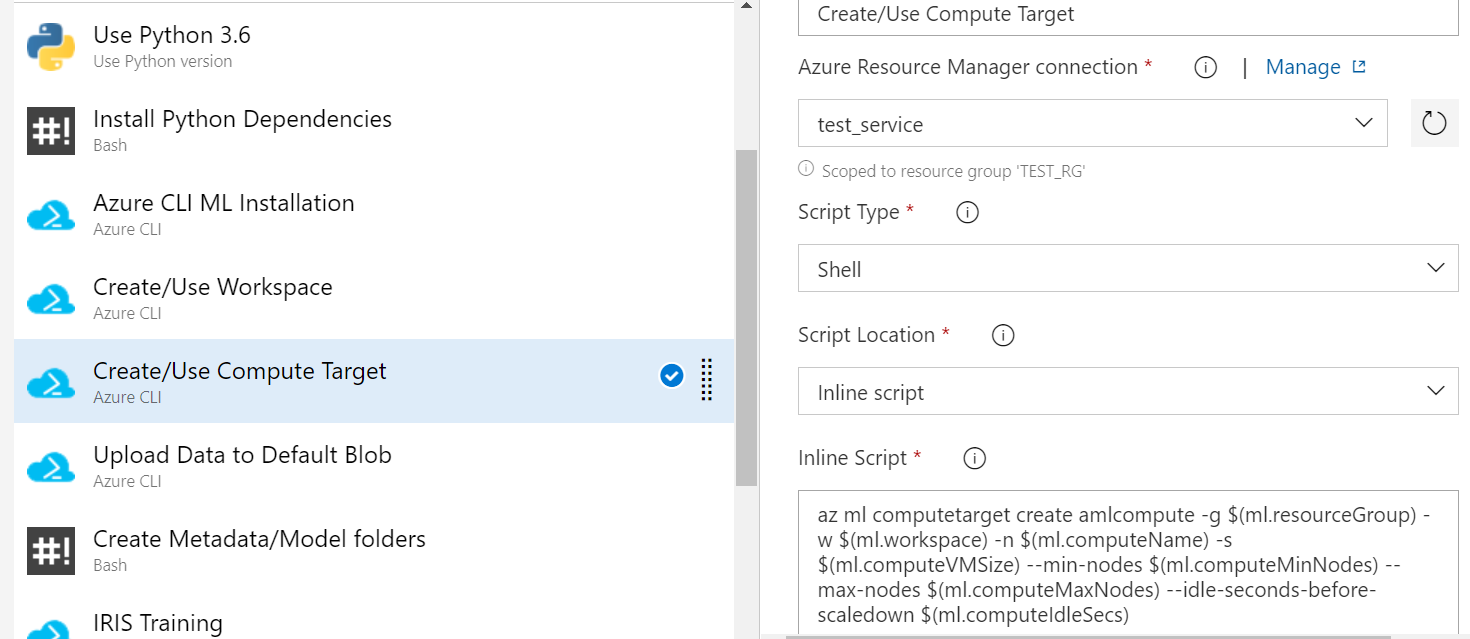 Use Python 3.6
Use Python version
Install Python Dependencies
Bash
Azure CLI ML Installation
Azure CLI
Create/Use Workspace
Azure CLI
Create/Use Compute Target
Azure CLI
Upload Data to Default Blob
Azure CLI
Create Metadata/Model folders
Bash
IRIS Training
Create/Use Compute Target
Azure Resource Manager connection * | Manage
test_service
Scoped to resource group 'TEST_RG'
Script Type *
Shell
Script Location *
Inline script
Inline Script *
az ml computetarget create amlcompute -g $(ml.resourceGroup) -
w $(ml.workspace) -n $(ml.computeName) -s
$(ml.computeVMSize) --min-nodes $(ml.computeMinNodes) --
max-nodes $(ml.computeMaxNodes) --idle-seconds-before-
scaledown $(ml.computeIdleSecs)